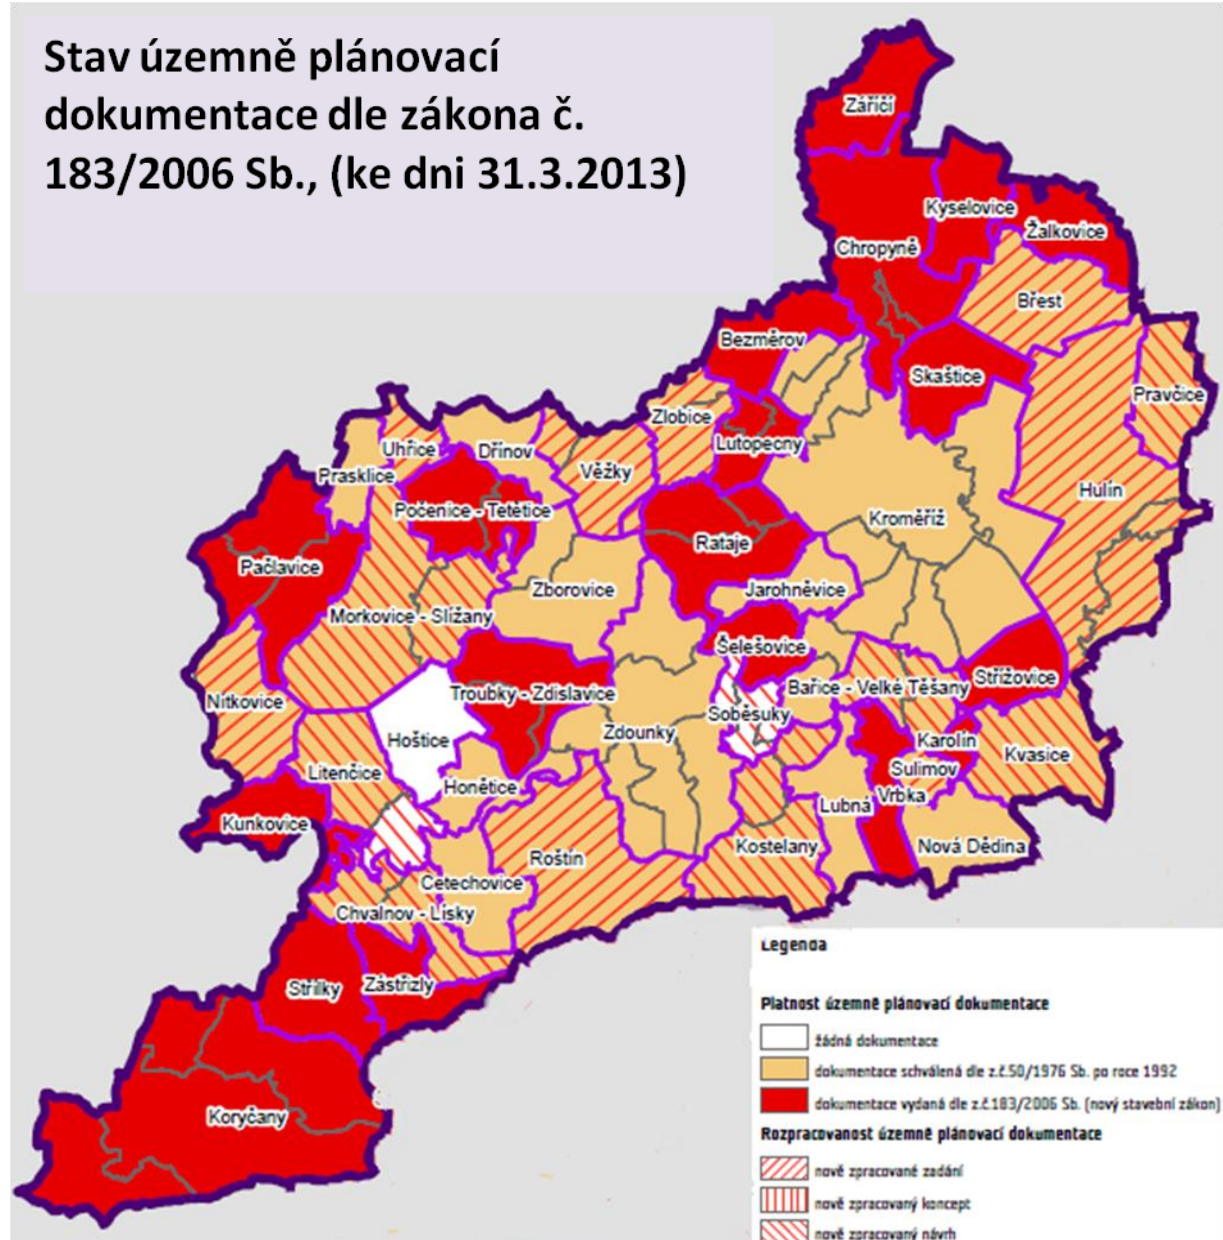 Stav územně plánovací
dokumentace dle zákona č.
183/2006 Sb., (ke dni 31.3.2013)
Záříčí
Kyselovice
Žalkovice
Chropyně
Břest
Bezměrov
Skaštice
Pravčice
Zlobice
Lutopecny
Uhřice
Dřínov
Věžky
Prasklice
Hulín
Počenice - Tetětice
Kroměříž
Rataje
Pačlavice
Zborovice
Jarohněvice
Morkovice - Slížany
Šelešovice
Střížovice
Bařice - Velké Těšany
Troubky - Zdislavice
Nítkovice
Soběsuky
Zdounky
Hoštice
Karolín
Kvasice
Litenčice
Sulimov
Honětice
Vrbka
Lubná
Kunkovice
Kostelany
Nová Dědina
Roštín
Cetechovice
Chvalnov - Lísky
Střílky
Zástřizly
Koryčany
Legenda
Platnost územně plánovací dokumentace
žádná dokumentace
dokumentace schválená dle z.č.50/1976 Sb. po roce 1992
dokumentace vydaná dle z.č.183/2006 Sb. (nový stavební zákon)
Rozpracovanost územně plánovací dokumentace
nově zpracované zadání
nově zpracovaný koncept
nově zpracovaný návrh